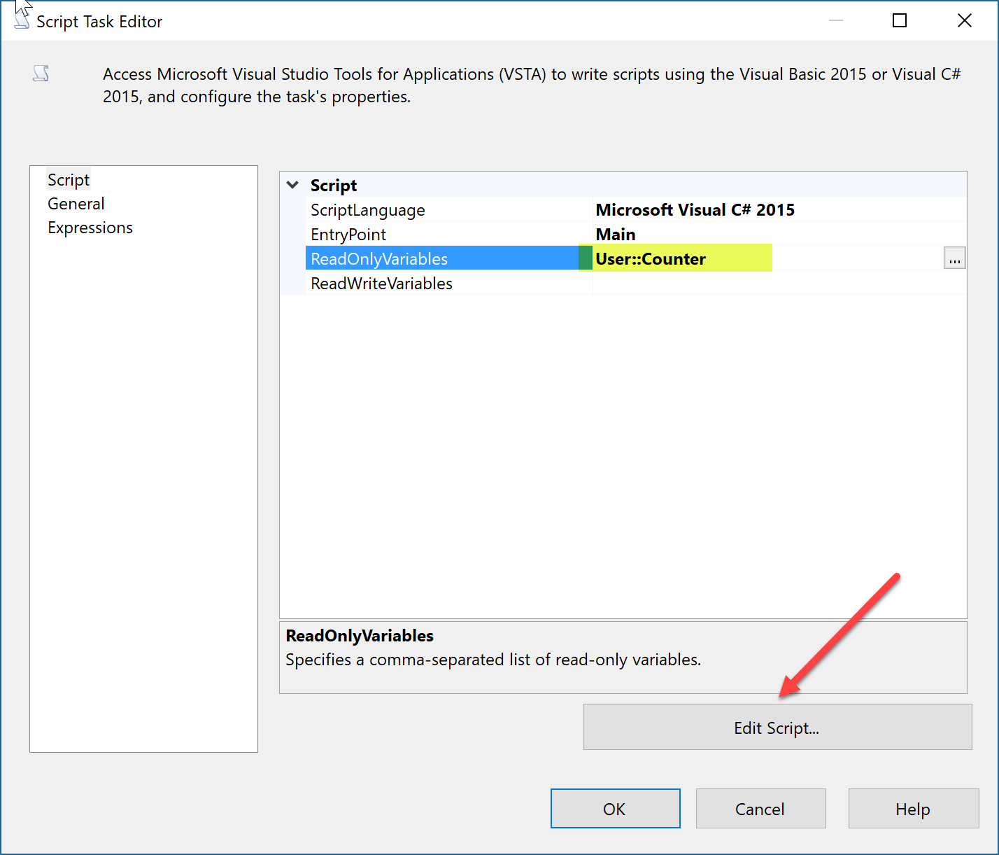 Script Task Editor
Access Microsoft Visual Studio Tools for Applications (VSTA) to write scripts using the Visual Basic 2015 or Visual C#
2015, and configure the task's properties.
Script
General
Expressions
Script
ScriptLanguage Microsoft Visual C# 2015
EntryPoint Main
ReadOnlyVariables User::Counter ...
ReadWriteVariables
ReadOnlyVariables
Specifies a comma-separated list of read-only variables.
Edit Script...
OK Cancel Help